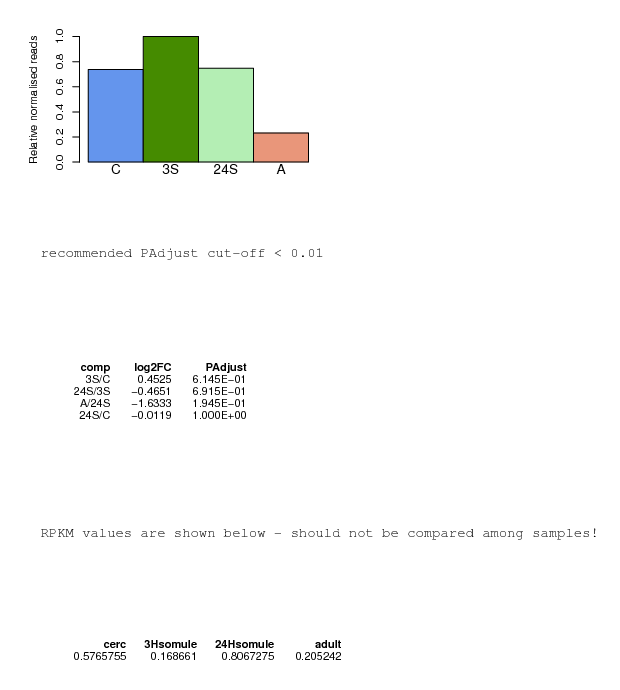 Relative normalised reads
1.0
0.8
0.6
0.4
0.2
0.0
C 3S 24S A
recommended PAdjust cut-off < 0.01
comp log2FC PAdjust
3S/C 0.4525 6.145E−01
24S/3S −0.4651 6.915E−01
A/24S −1.6333 1.945E−01
24S/C −0.0119 1.000E+00
RPKM values are shown below - should not be compared among samples!
cerc 3Hsomule 24Hsomule adult
0.5765755 0.168661 0.8067275 0.205242